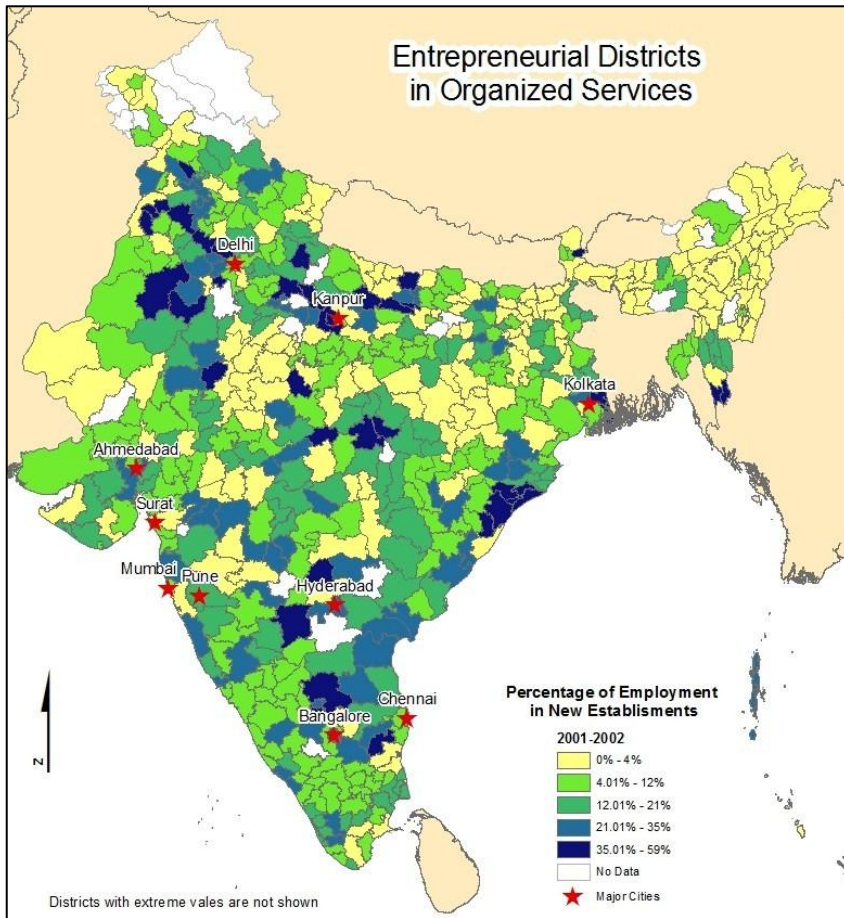 Entrepreneurial Districts
in Organized Services
Delhi
Kanpur
Kolkata
Ahmedabad
Surat
Mumbai
Pune
Hyderabad
Chennai
Bangalore
Percentage of Employment
in New Establisments
2001-2002
0% - 4%
4.01% - 12%
12.01% - 21%
21.01% - 35%
35.01% - 59%
No Data
Major Cities
N
Districts with extreme vales are not shown